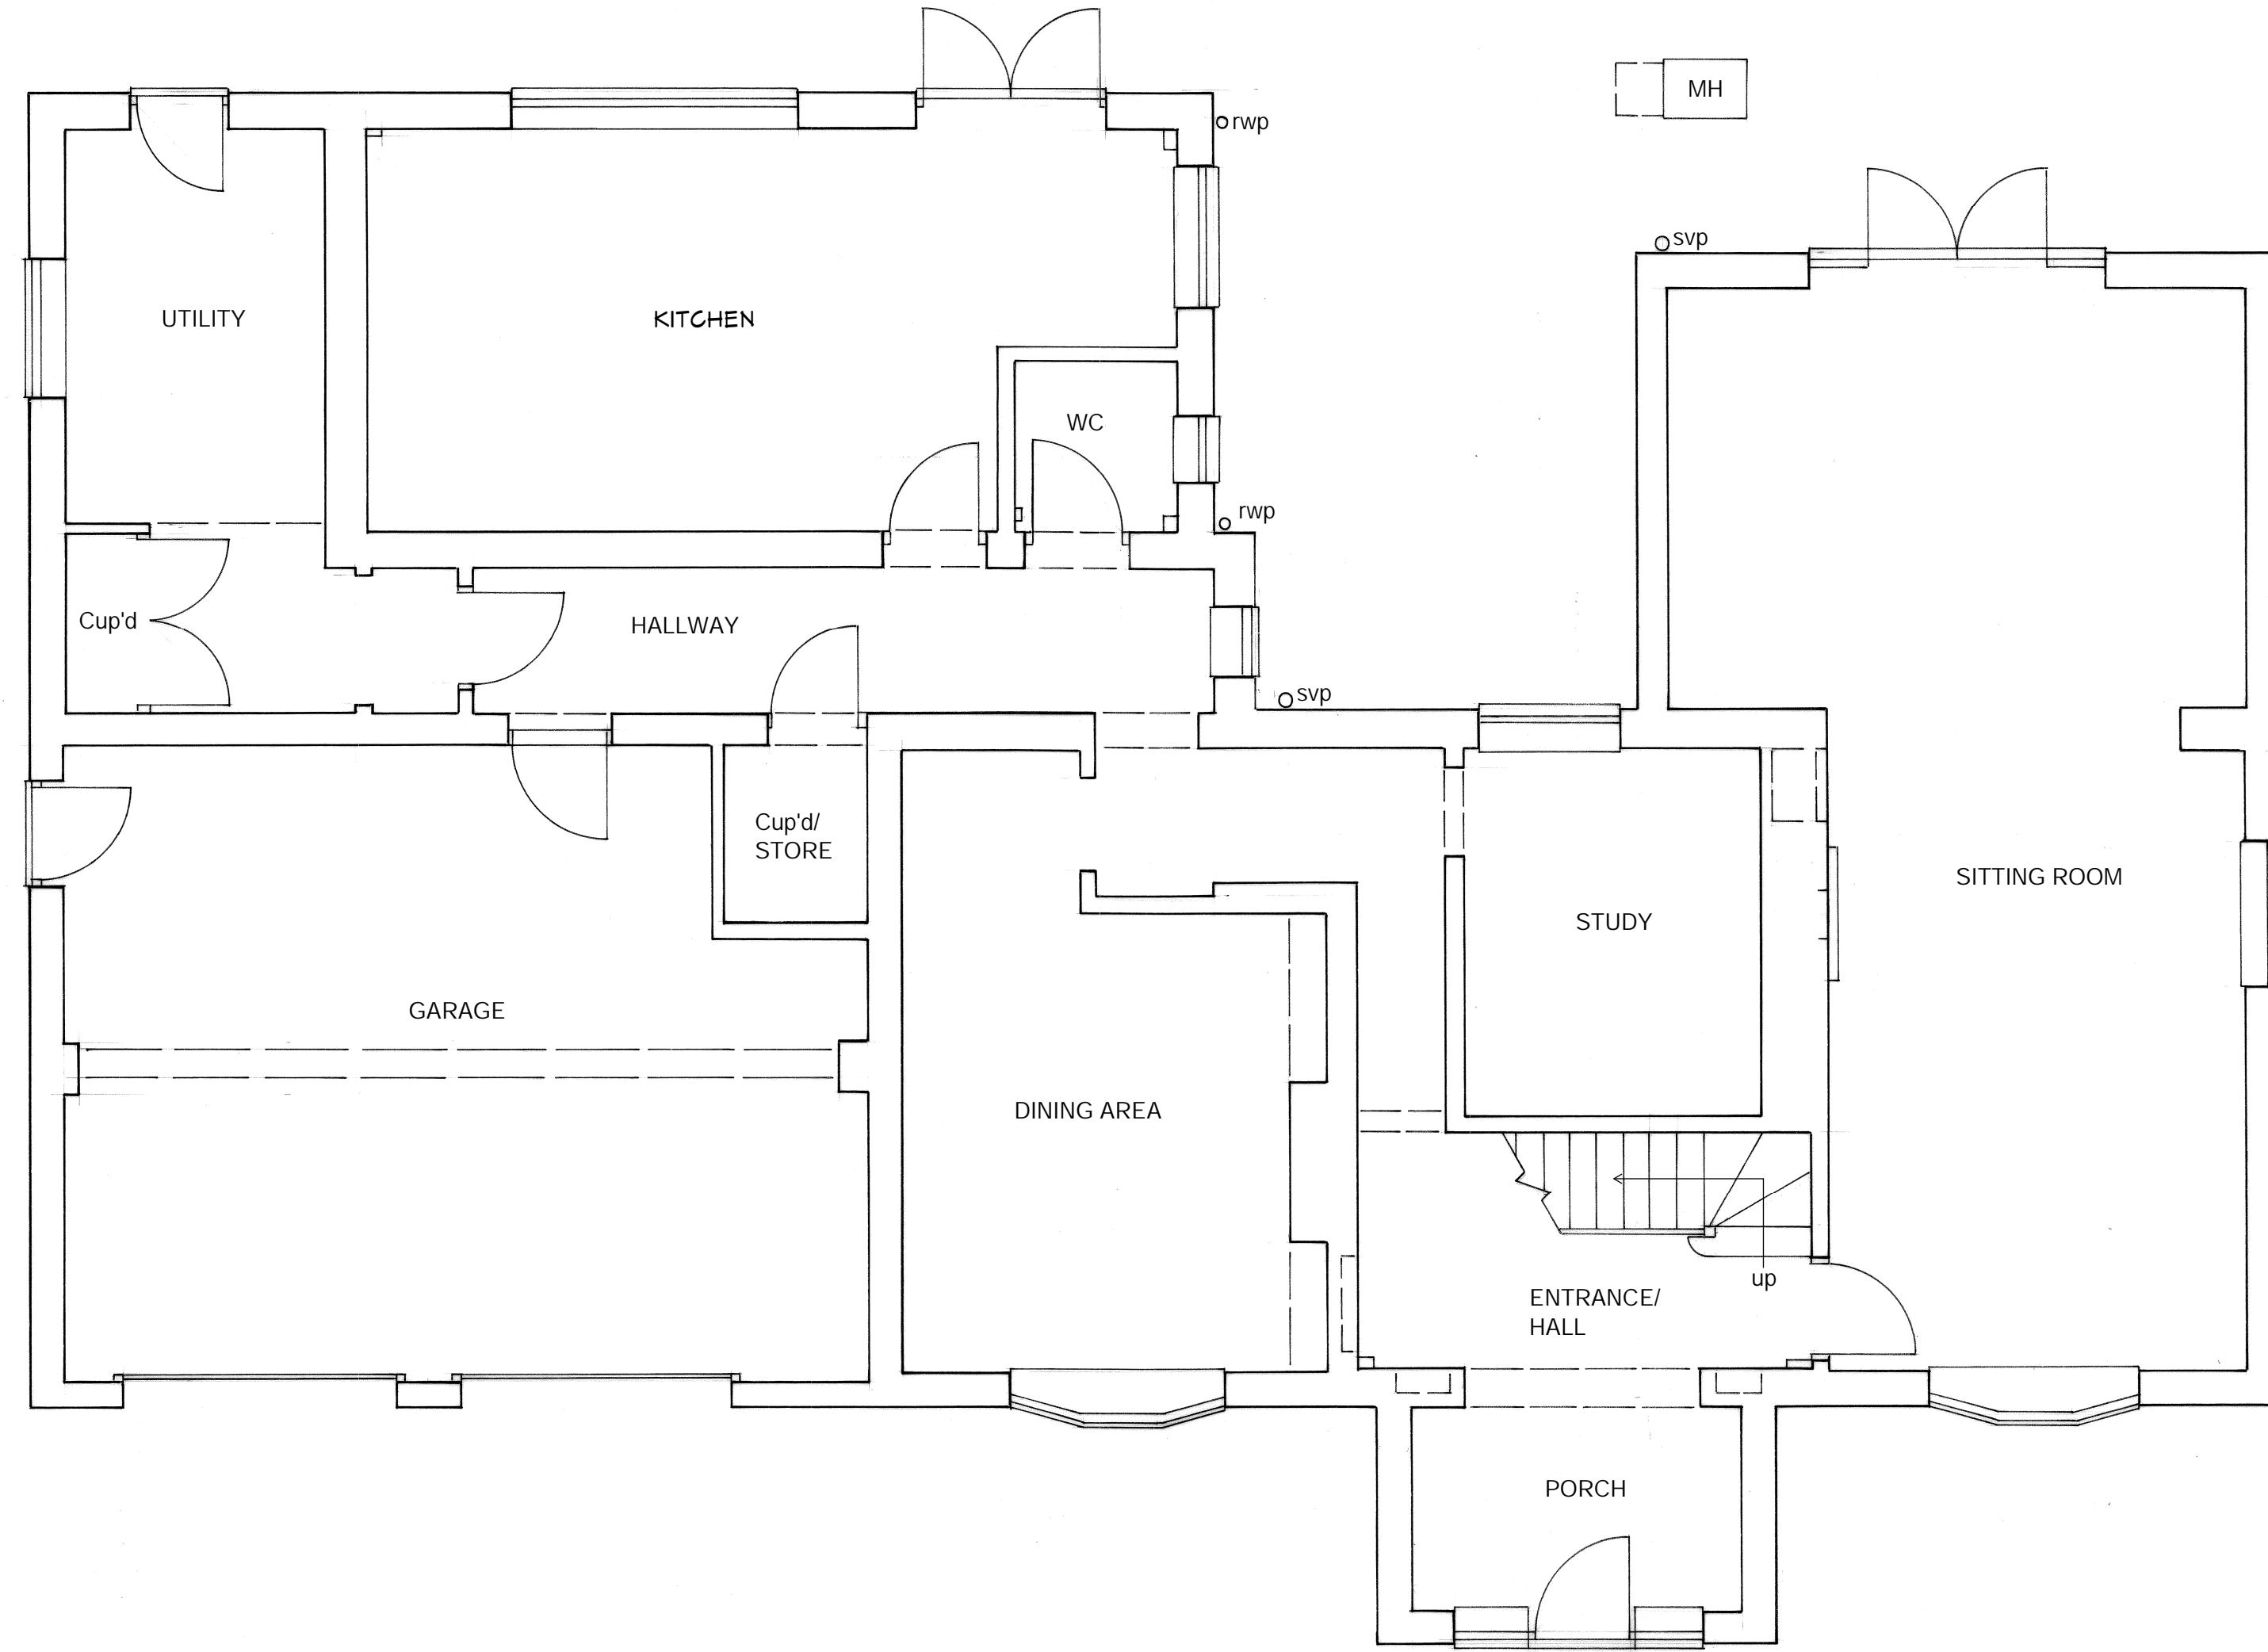 MH
rwp
svp
UTILITY
KITCHEN
WC
rwp
Cup'd
HALLWAY
svp
Cup'd/
STORE
SITTING ROOM
STUDY
GARAGE
DINING AREA
up
ENTRANCE/
HALL
PORCH